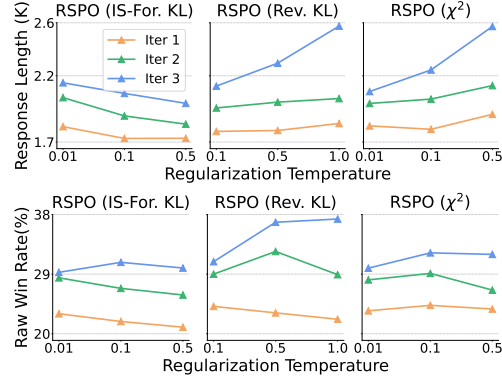 RSPO (IS-For. KL) RSPO (Rev. KL) RSPO (χ²)
Response Length (K)
2.6
2.2
1.7
Iter 1
Iter 2
Iter 3
0.01 0.1 0.5 0.1 0.5 1.0 0.01 0.1 0.5
Regularization Temperature
RSPO (IS-For. KL) RSPO (Rev. KL) RSPO (χ²)
Raw Win Rate(%)
38
29
20
0.01 0.1 0.5 0.1 0.5 1.0 0.01 0.1 0.5
Regularization Temperature